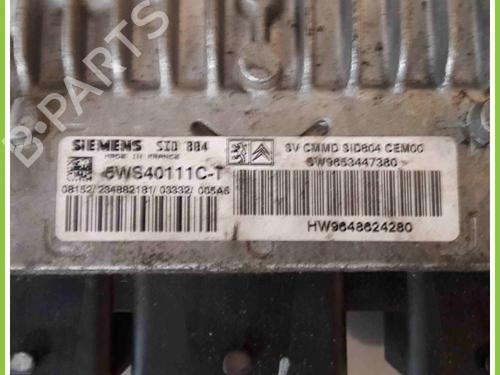 B-PARTS
SIEMENS SID 804
MADE IN FRANCE
5WS40111C-T
08152/ 234882181/ 03332/ 005A6
SV CMMD SID804 CEM00
SW9653447380
HW9648624280